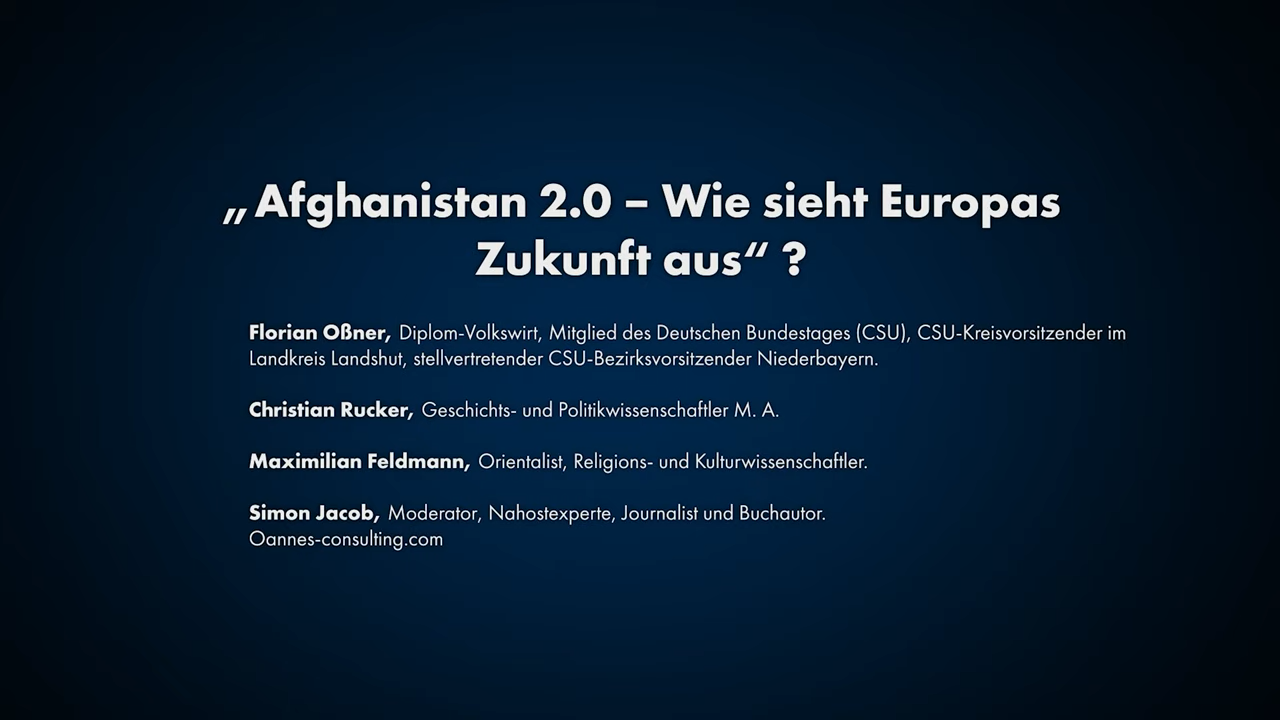 „Afghanistan 2.0 – Wie sieht Europas
Zukunft aus“ ?
Florian Oßner, Diplom-Volkswirt, Mitglied des Deutschen Bundestages (CSU), CSU-Kreisvorsitzender im
Landkreis Landshut, stellvertretender CSU-Bezirksvorsitzender Niederbayern.
Christian Rucker, Geschichts- und Politikwissenschaftler M. A.
Maximilian Feldmann, Orientalist, Religions- und Kulturwissenschaftler.
Simon Jacob, Moderator, Nahostexperte, Journalist und Buchautor.
Oannes-consulting.com